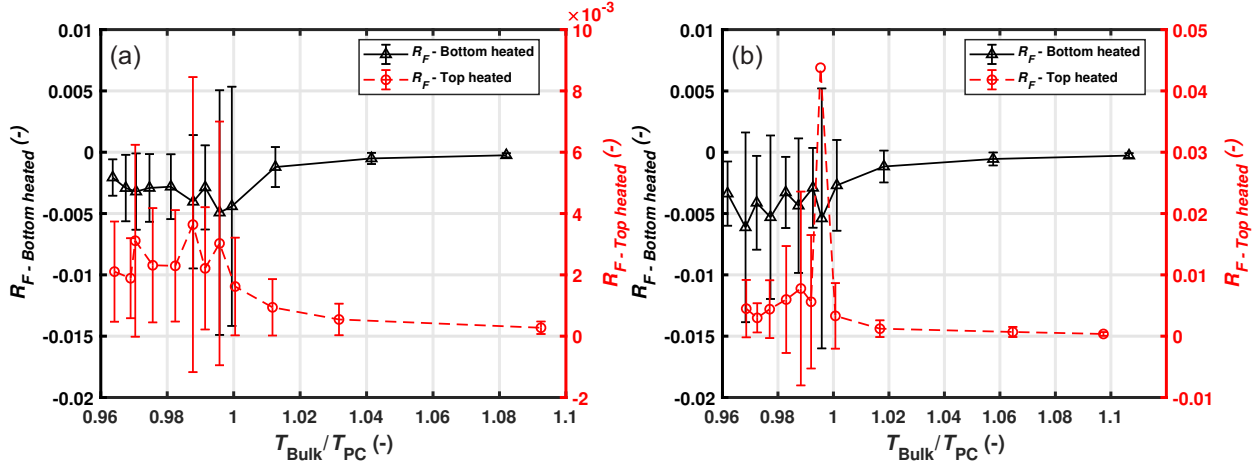 (a)
0.01
0.005
0
-0.005
-0.01
-0.015
-0.02
R_F - Bottom heated (-)
R_F - Bottom heated
R_F - Top heated
×10⁻³
10
8
6
4
2
0
-2
R_F - Top heated (-)
0.96 0.98 1 1.02 1.04 1.06 1.08 1.1
T_Bulk/T_PC (-)
(b)
0.01
0.005
0
-0.005
-0.01
-0.015
-0.02
R_F - Bottom heated (-)
R_F - Bottom heated
R_F - Top heated
0.05
0.04
0.03
0.02
0.01
0
-0.01
R_F - Top heated (-)
0.96 0.98 1 1.02 1.04 1.06 1.08 1.1
T_Bulk/T_PC (-)